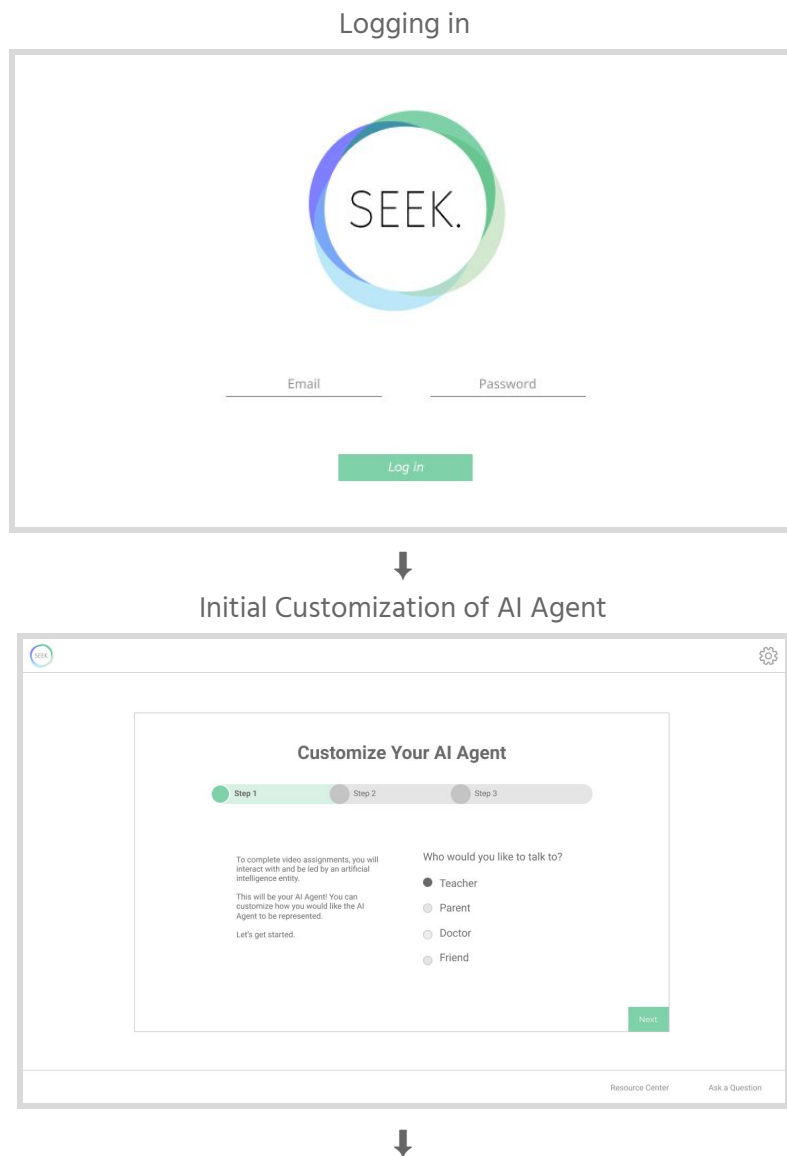 Logging in
SEEK.
Email
Password
Log in
Initial Customization of AI Agent
SEEK
Customize Your AI Agent
Step 1
Step 2
Step 3
To complete video assignments, you will
interact with and be led by an artificial
intelligence entity.
This will be your AI Agent! You can
customize how you would like the AI
Agent to be represented.
Let's get started.
Who would you like to talk to?
Teacher
Parent
Doctor
Friend
Next
Resource Center
Ask a Question